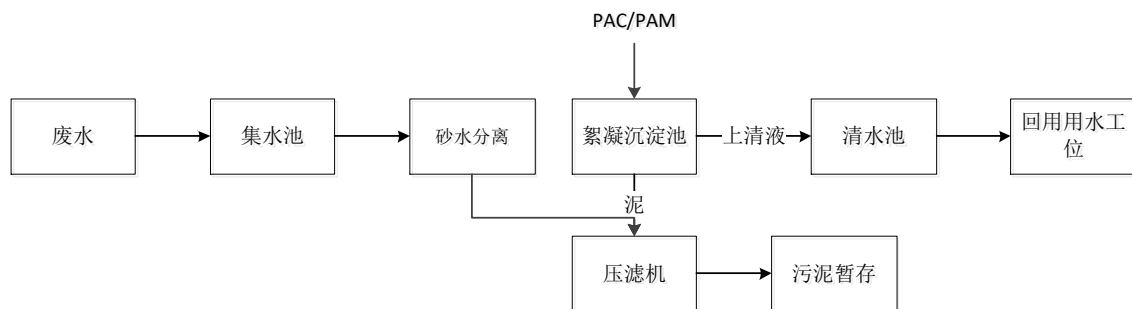 PAC/PAM
废水
集水池
砂水分离
絮凝沉淀池
上清液
清水池
回用用水工
位
泥
压滤机
污泥暂存